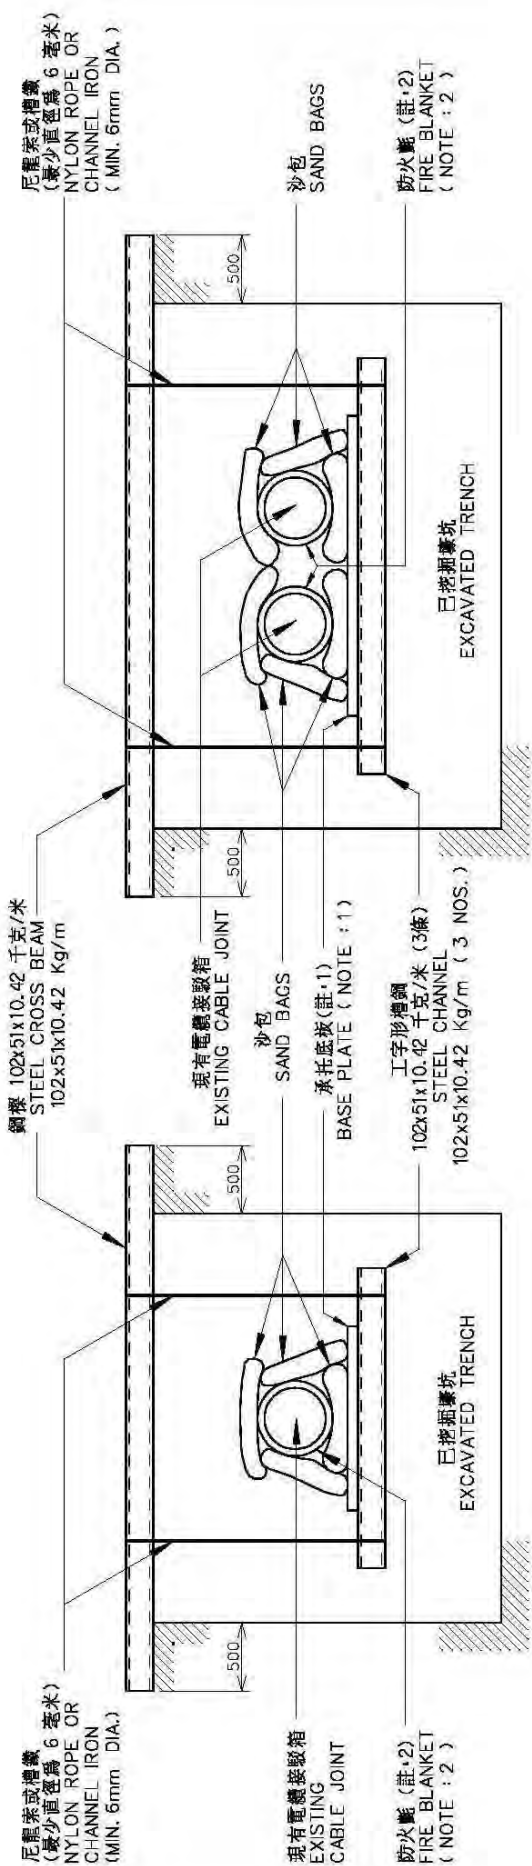 尼龍索或槽鐵
(最少直徑爲 6 毫米)
NYLON ROPE OR
CHANNEL IRON
(MIN. 6mm DIA.)
鋼樑 102x51x10.42 千克/米
STEEL CROSS BEAM
102x51x10.42 Kg/m
尼龍索或槽鐵
(最少直徑爲 6 毫米)
NYLON ROPE OR
CHANNEL IRON
( MIN. 6mm DIA. )
500
500
500
500
現有電纜接駁箱
EXISTING
CABLE JOINT
現有電纜接駁箱
EXISTING CABLE JOINT
沙包
SAND BAGS
沙包
SAND BAGS
承托底板(註:1)
BASE PLATE ( NOTE : 1 )
防火氈 (註:2)
FIRE BLANKET
( NOTE : 2 )
已挖掘壕坑
EXCAVATED TRENCH
工字形槽鋼
102x51x10.42 千克/米 (3條)
STEEL CHANNEL
102x51x10.42 Kg/m ( 3 NOS. )
已挖掘壕坑
EXCAVATED TRENCH
防火氈 (註:2)
FIRE BLANKET
( NOTE : 2 )